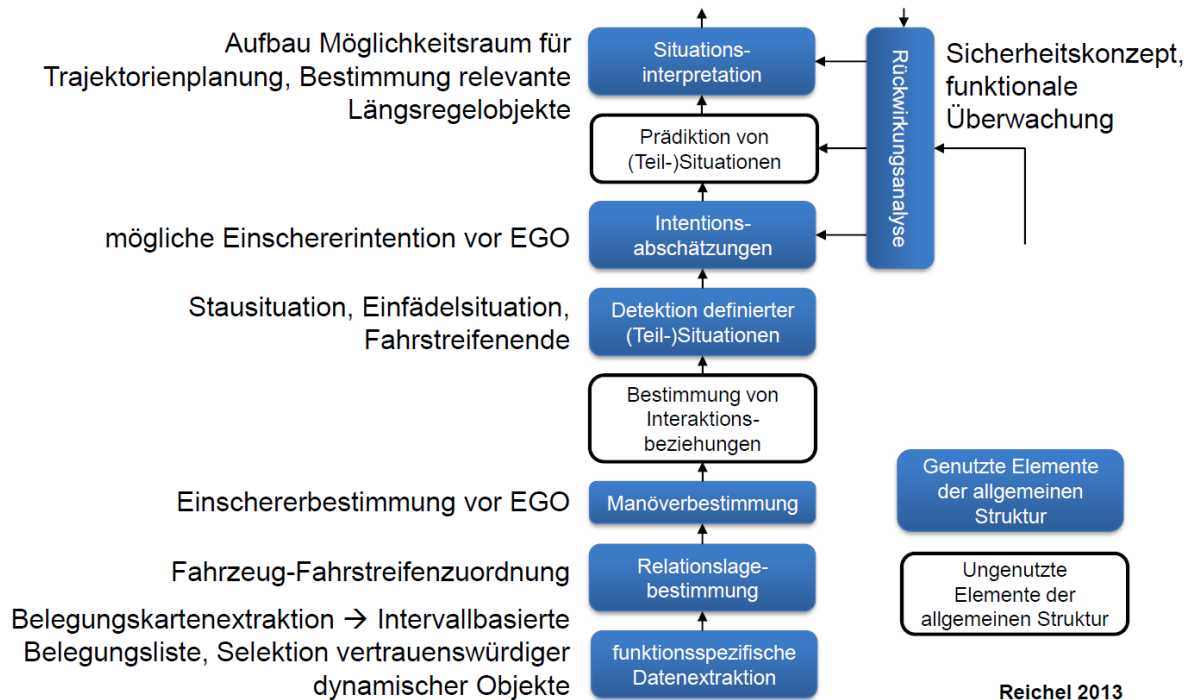 Aufbau Möglichkeitsraum für
Trajektorienplanung, Bestimmung relevante
Längsregelobjekte
Situations-
interpretation
Rückwirkungsanalyse
Sicherheitskonzept,
funktionale
Überwachung
Prädiktion von
(Teil-)Situationen
mögliche Einschererintention vor EGO
Intentions-
abschätzungen
Stausituation, Einfädelsituation,
Fahrstreifenende
Detektion definierter
(Teil-)Situationen
Bestimmung von
Interaktions-
beziehungen
Einschererbestimmung vor EGO
Manöverbestimmung
Genutzte Elemente
der allgemeinen
Struktur
Fahrzeug-Fahrstreifenzuordnung
Relationslage-
bestimmung
Ungenutzte
Elemente der
allgemeinen Struktur
Belegungskartenextraktion → Intervallbasierte
Belegungsliste, Selektion vertrauenswürdiger
dynamischer Objekte
funktionsspezifische
Datenextraktion
Reichel 2013